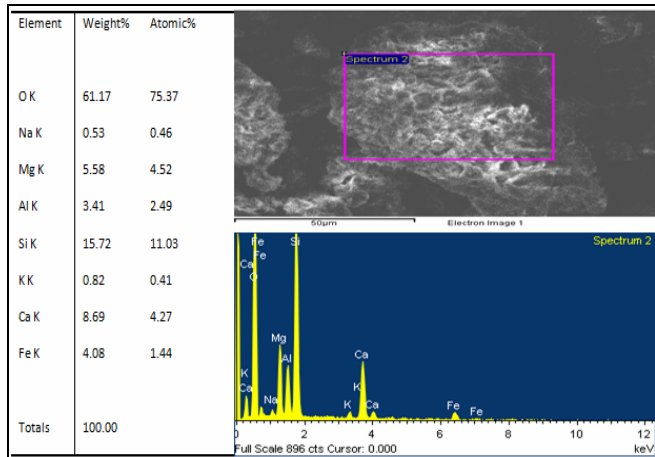 Element Weight% Atomic%
O K 61.17 75.37
Na K 0.53 0.46
Mg K 5.58 4.52
Al K 3.41 2.49
Si K 15.72 11.03
K K 0.82 0.41
Ca K 8.69 4.27
Fe K 4.08 1.44
Totals 100.00
Spectrum 2
50µm Electron Image 1
Spectrum 2
Fe Si
Ca Fe
O
Mg
Ca
Al
K K
Ca Na K Ca Fe Fe
0 2 4 6 8 10 12
Full Scale 896 cts Cursor: 0.000 keV